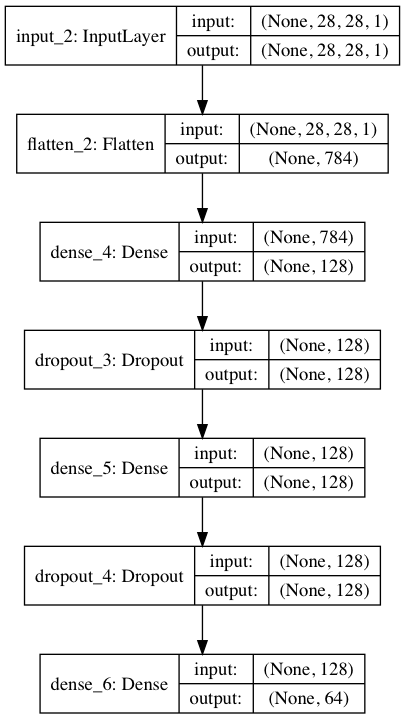 input_2: InputLayer
input:
(None, 28, 28, 1)
output:
(None, 28, 28, 1)
flatten_2: Flatten
input:
(None, 28, 28, 1)
output:
(None, 784)
dense_4: Dense
input:
(None, 784)
output:
(None, 128)
dropout_3: Dropout
input:
(None, 128)
output:
(None, 128)
dense_5: Dense
input:
(None, 128)
output:
(None, 128)
dropout_4: Dropout
input:
(None, 128)
output:
(None, 128)
dense_6: Dense
input:
(None, 128)
output:
(None, 64)